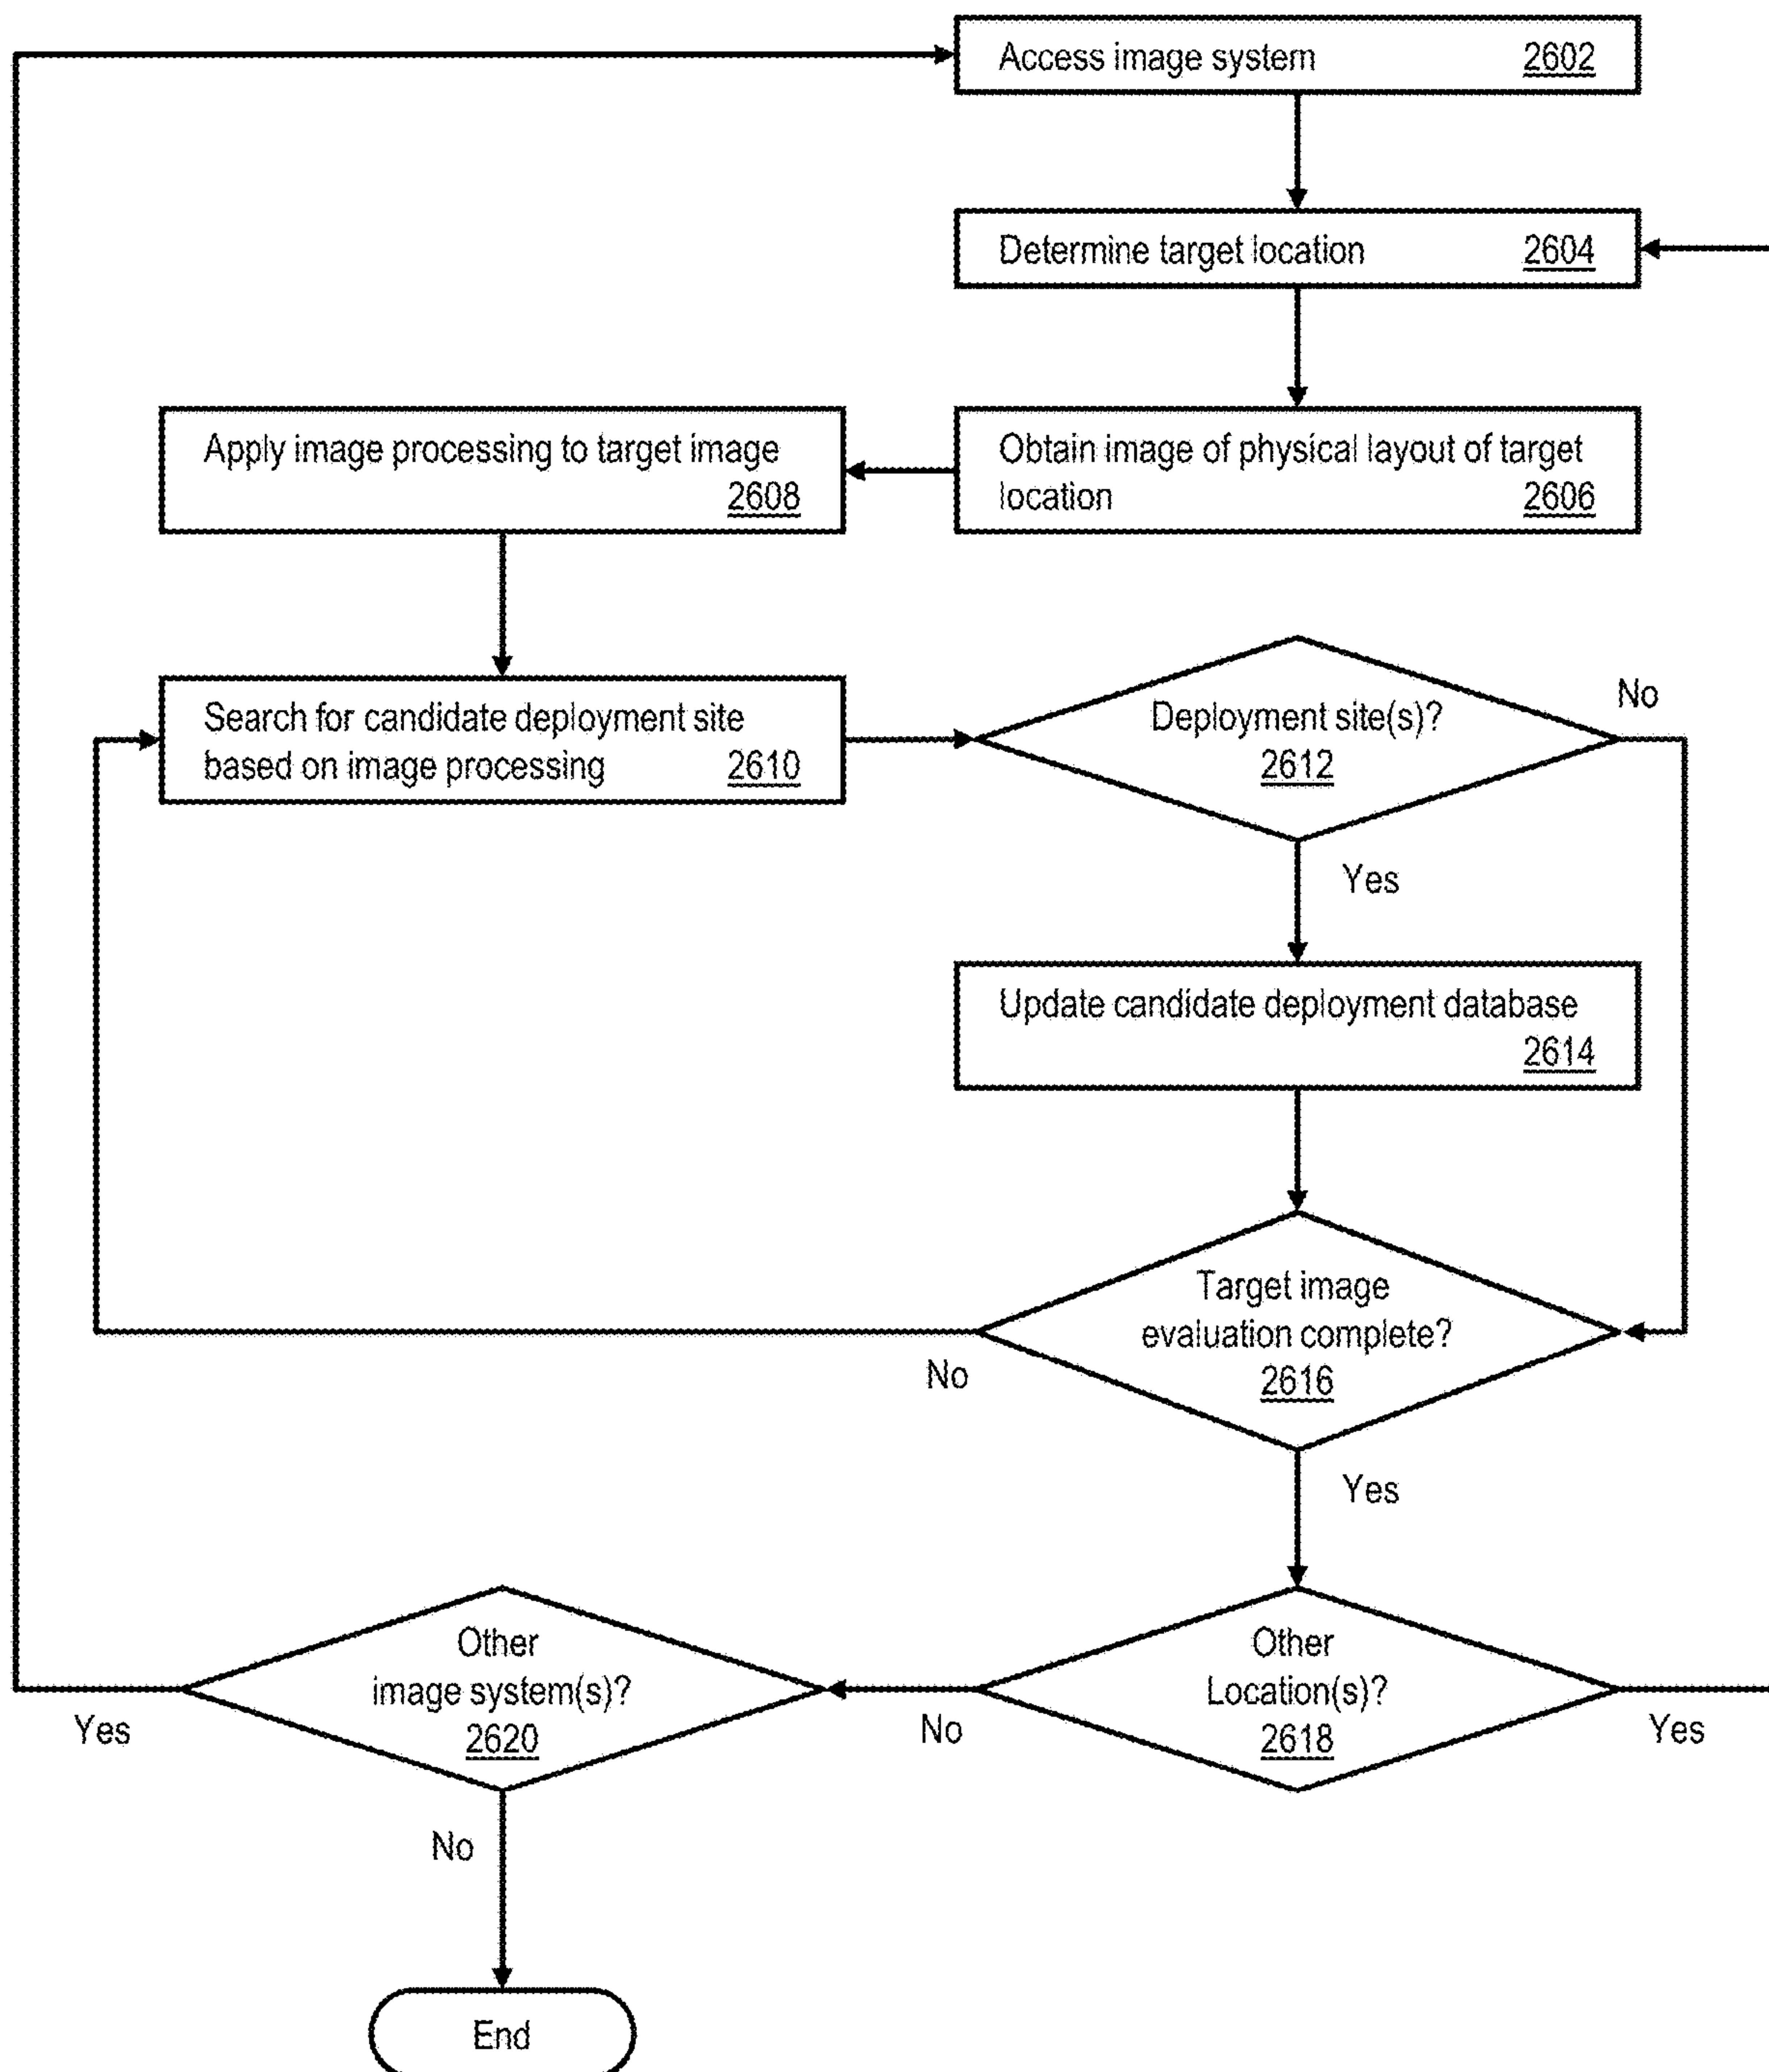 Access image system 2602
Determine target location 2604
Obtain image of physical layout of target
location 2606
Apply image processing to target image
2608
Search for candidate deployment site
based on image processing 2610
Deployment site(s)?
2612
No
Yes
Update candidate deployment database
2614
Target image
evaluation complete?
2616
No
Yes
Other
Location(s)?
2618
Yes
No
Other
image system(s)?
2620
Yes
No
End